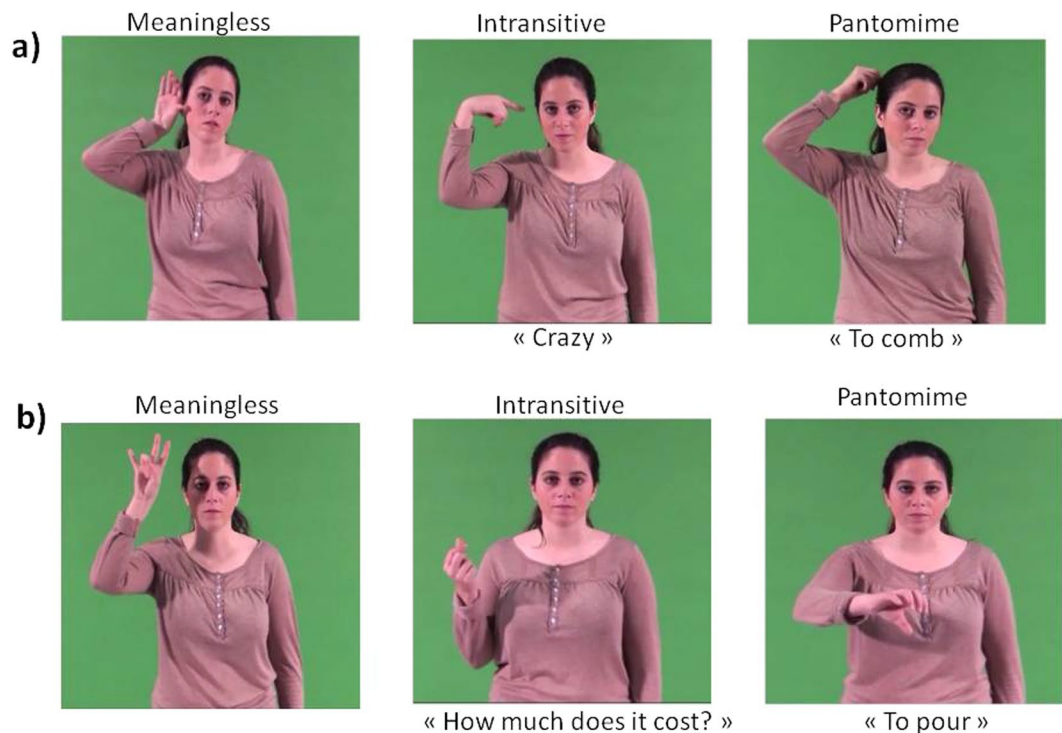 a)
Meaningless Intransitive Pantomime
« Crazy » « To comb »
b)
Meaningless Intransitive Pantomime
« How much does it cost? » « To pour »